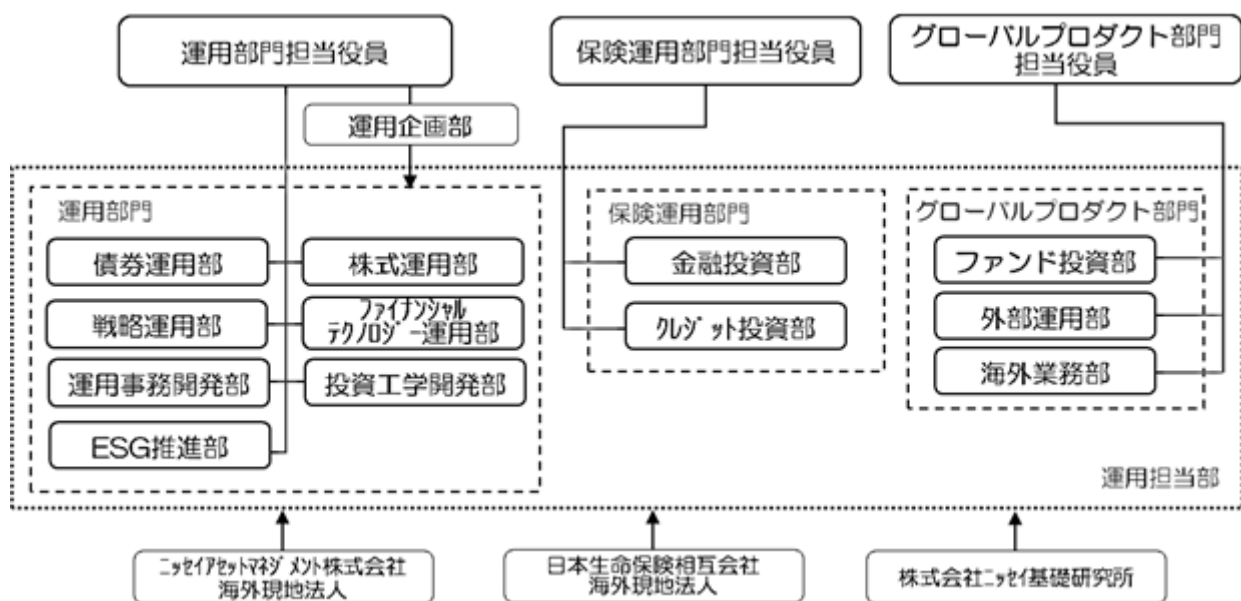 運用部門担当役員
保険運用部門担当役員
グローバルプロダクト部門
担当役員
運用企画部
運用部門
債券運用部
株式運用部
戦略運用部
ﾌｧｲﾅﾝｼｬﾙ
ﾃｸﾉﾛｼﾞｰ運用部
運用事務開発部
投資工学開発部
ESG推進部
保険運用部門
金融投資部
ｸﾚｼﾞｯﾄ投資部
グローバルプロダクト部門
ファンド投資部
外部運用部
海外業務部
運用担当部
ﾆｯｾｲｱｾｯﾄﾏﾈｼﾞﾒﾝﾄ株式会社
海外現地法人
日本生命保険相互会社
海外現地法人
株式会社ﾆｯｾｲ基礎研究所